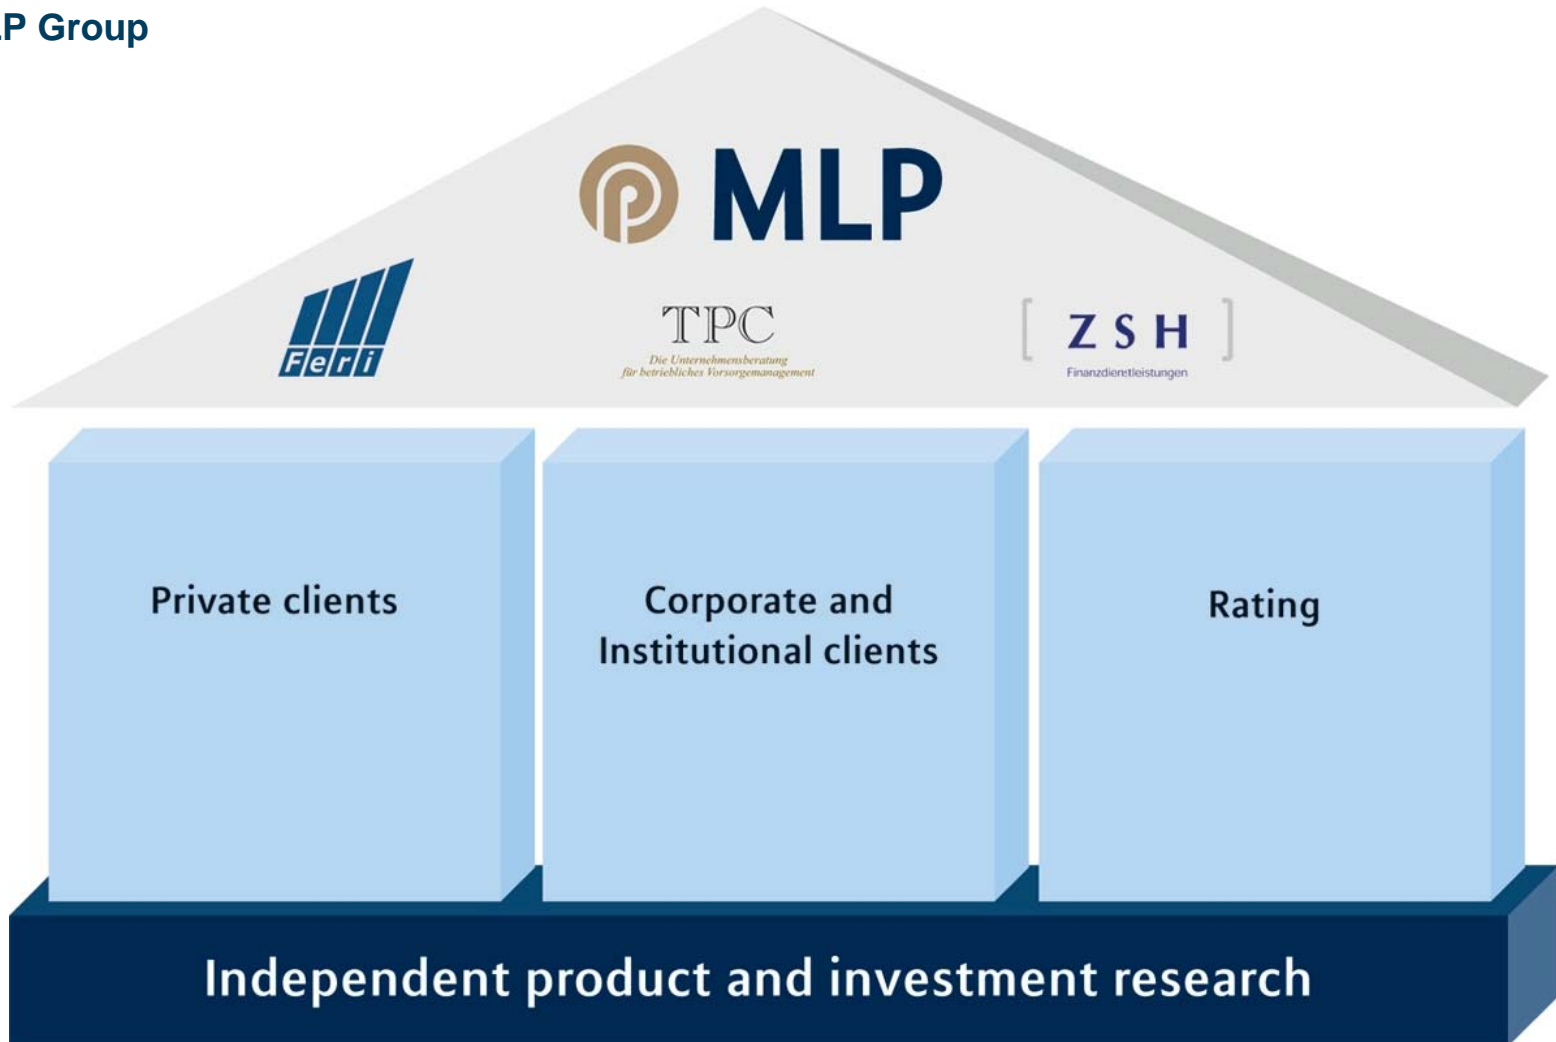 P Group
MLP
Feri
TPC
Die Unternehmensberatung
für betriebliches Vorsorgemanagement
[ Z S H ]
Finanzdienstleistungen
Private clients
Corporate and
Institutional clients
Rating
Independent product and investment research